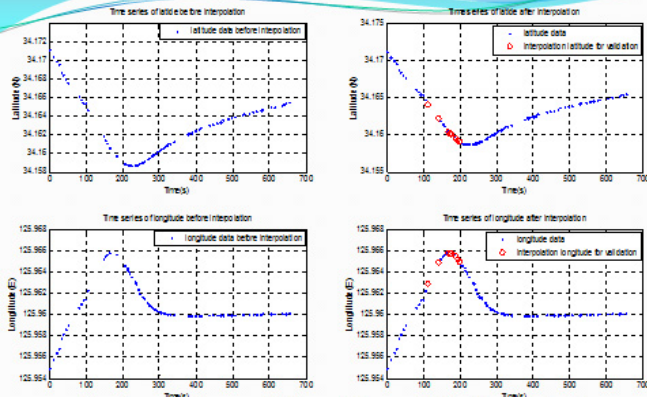 Time series of latide before interpolation
34.172
34.17
34.168
34.166
34.164
34.162
34.16
34.158
Latitude (N)
latitude data before interpolation
0 100 200 300 400 500 600 700
Time(s)
Time series of latide after interpolation
34.175
34.17
34.165
34.16
34.155
Latitude (N)
latitude data
interpolation latitude for validation
0 100 200 300 400 500 600 700
Time(s)
Time series of longitude before interpolation
125.968
125.966
125.964
125.962
125.96
125.958
125.956
125.954
Longitude (E)
longitude data before interpolation
0 100 200 300 400 500 600 700
Time(s)
Time series of longitude after interpolation
125.968
125.966
125.964
125.962
125.96
125.958
125.956
125.954
Longitude (E)
longitude data
interpolation longitude for validation
0 100 200 300 400 500 600 700
Time(s)